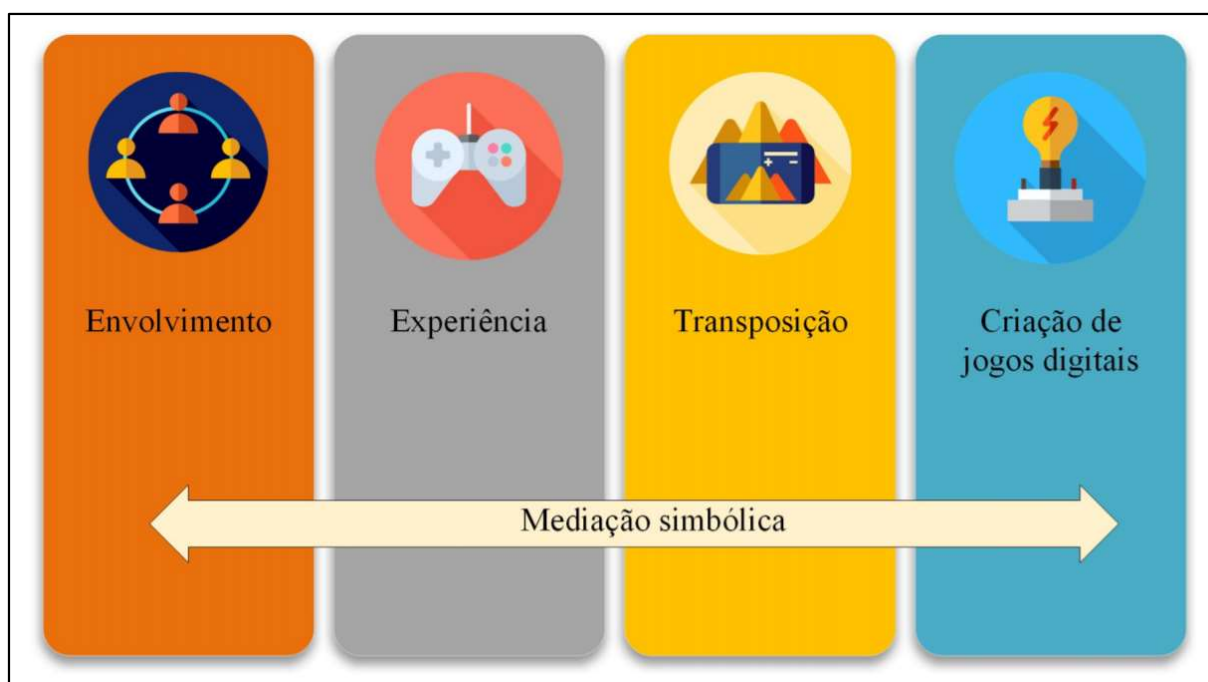 Envolvimento
Experiência
Transposição
Criação de
jogos digitais
Mediação simbólica